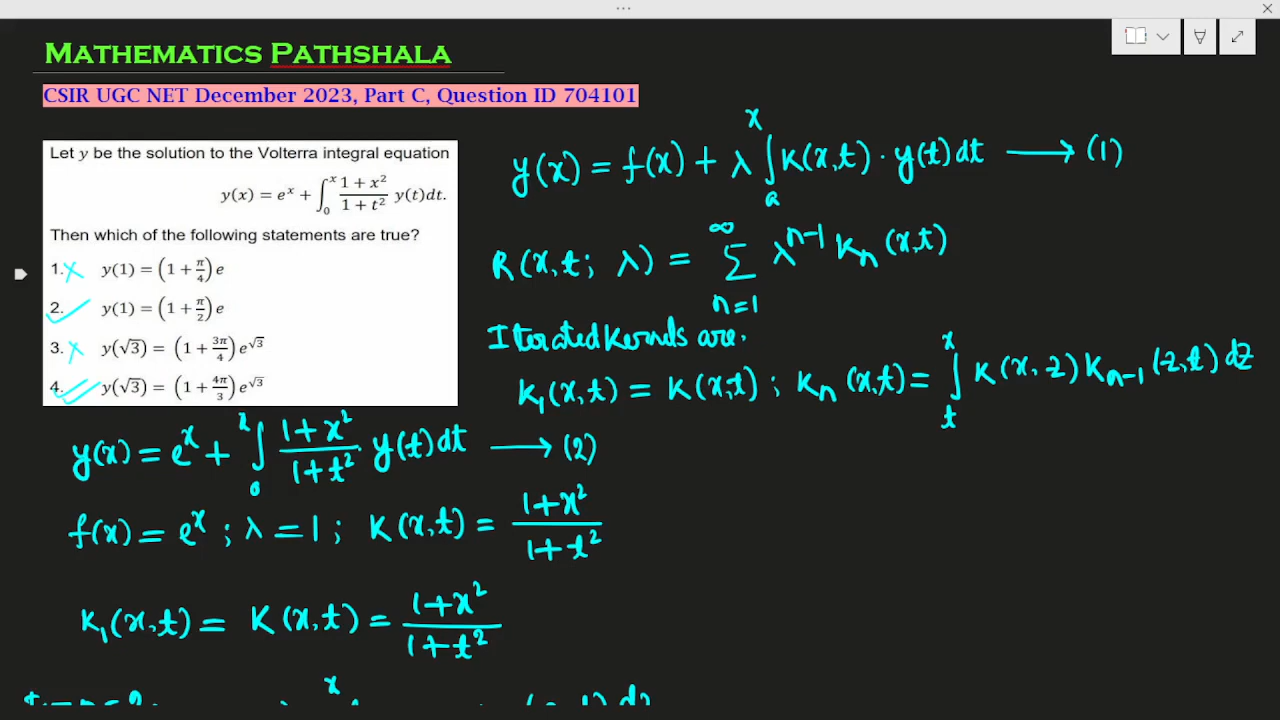 MATHEMATICS PATHSHALA
CSIR UGC NET December 2023, Part C, Question ID 704101
Let y be the solution to the Volterra integral equation
y(x) = e^x + ∫_0^x (1 + x^2)/(1 + t^2) y(t)dt.
Then which of the following statements are true?
1. y(1) = (1 + π/4) e
2. y(1) = (1 + π/2) e
3. y(√3) = (1 + 3π/4) e^√3
4. y(√3) = (1 + 4π/3) e^√3
y(x) = f(x) + λ ∫_a^x K(x,t) · y(t) dt ⟶ (1)
R(x,t; λ) = Σ_{n=1}^∞ λ^{n-1} K_n(x,t)
Iterated Kernels are.
K_1(x,t) = K(x,t) ; K_n(x,t) = ∫_t^x K(x,z) K_{n-1}(z,t) dz
y(x) = e^x + ∫_0^x (1+x^2)/(1+t^2) · y(t) dt ⟶ (2)
f(x) = e^x ; λ = 1 ; K(x,t) = (1+x^2)/(1+t^2)
K_1(x,t) = K(x,t) = (1+x^2)/(1+t^2)